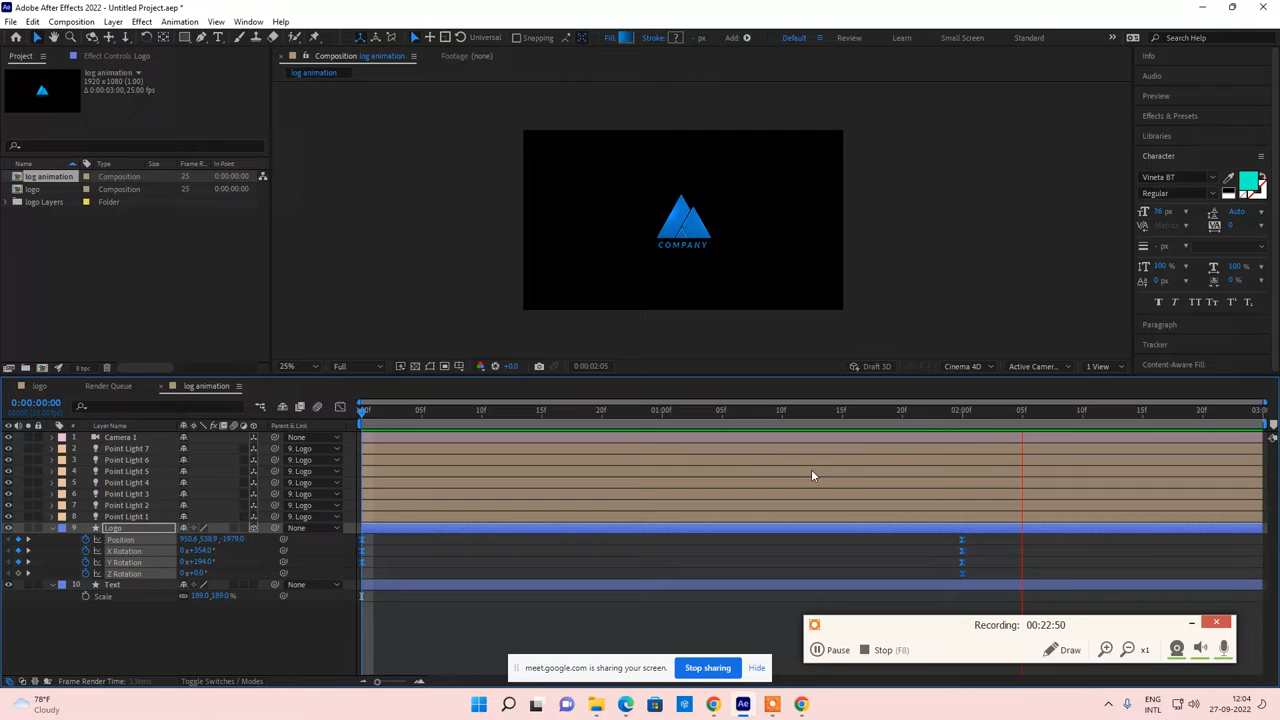 Adobe After Effects 2022 - Untitled Project.aep *
File Edit Composition Layer Effect Animation View Window Help
Universal Snapping Fill: Stroke: ? - px Add: Default Review Learn Small Screen Standard Search Help
Project Effect Controls Logo Composition log animation Footage (none) Info
log animation
log animation
1920 x 1080 (1.00)
Δ 0:00:03:00, 25.00 fps
Audio
Preview
Effects & Presets
Libraries
Character
Name Type Size Frame R... In Point
log animation Composition 25 0:00:00:00
logo Composition 25 0:00:00:00
logo Layers Folder
COMPANY
Vineta BT
Regular
36 px Auto
Metrics 0
- px
100 % 100 %
0 px 0 %
Paragraph
Tenter
Content-Aware Fill
8 bpc 25% Full +0.0 0:00:02:05 Draft 3D Cinema 4D Active Camer... 1 View
logo Render Queue log animation
0:00:00:00
00000 (25.00 fps)
:00f 05f 10f 15f 20f 01:00f 05f 10f 15f 20f 02:00f 05f 10f 15f 20f 03:0
# Layer Name Parent & Link
1 Camera 1 None
2 Point Light 7 9. Logo
3 Point Light 6 9. Logo
4 Point Light 5 9. Logo
5 Point Light 4 9. Logo
6 Point Light 3 9. Logo
7 Point Light 2 9. Logo
8 Point Light 1 9. Logo
9 Logo None
Position 950.6,538.9,-1979.0
X Rotation 0 x+354.0°
Y Rotation 0 x+194.0°
Z Rotation 0 x+0.0°
10 Text None
Scale 189.0,189.0 %
Recording: 00:22:50
Pause Stop (F8) Draw x1
meet.google.com is sharing your screen. Stop sharing Hide
Frame Render Time: 136ms Toggle Switches / Modes
78°F
Cloudy
ENG
INTL
12:04
27-09-2022